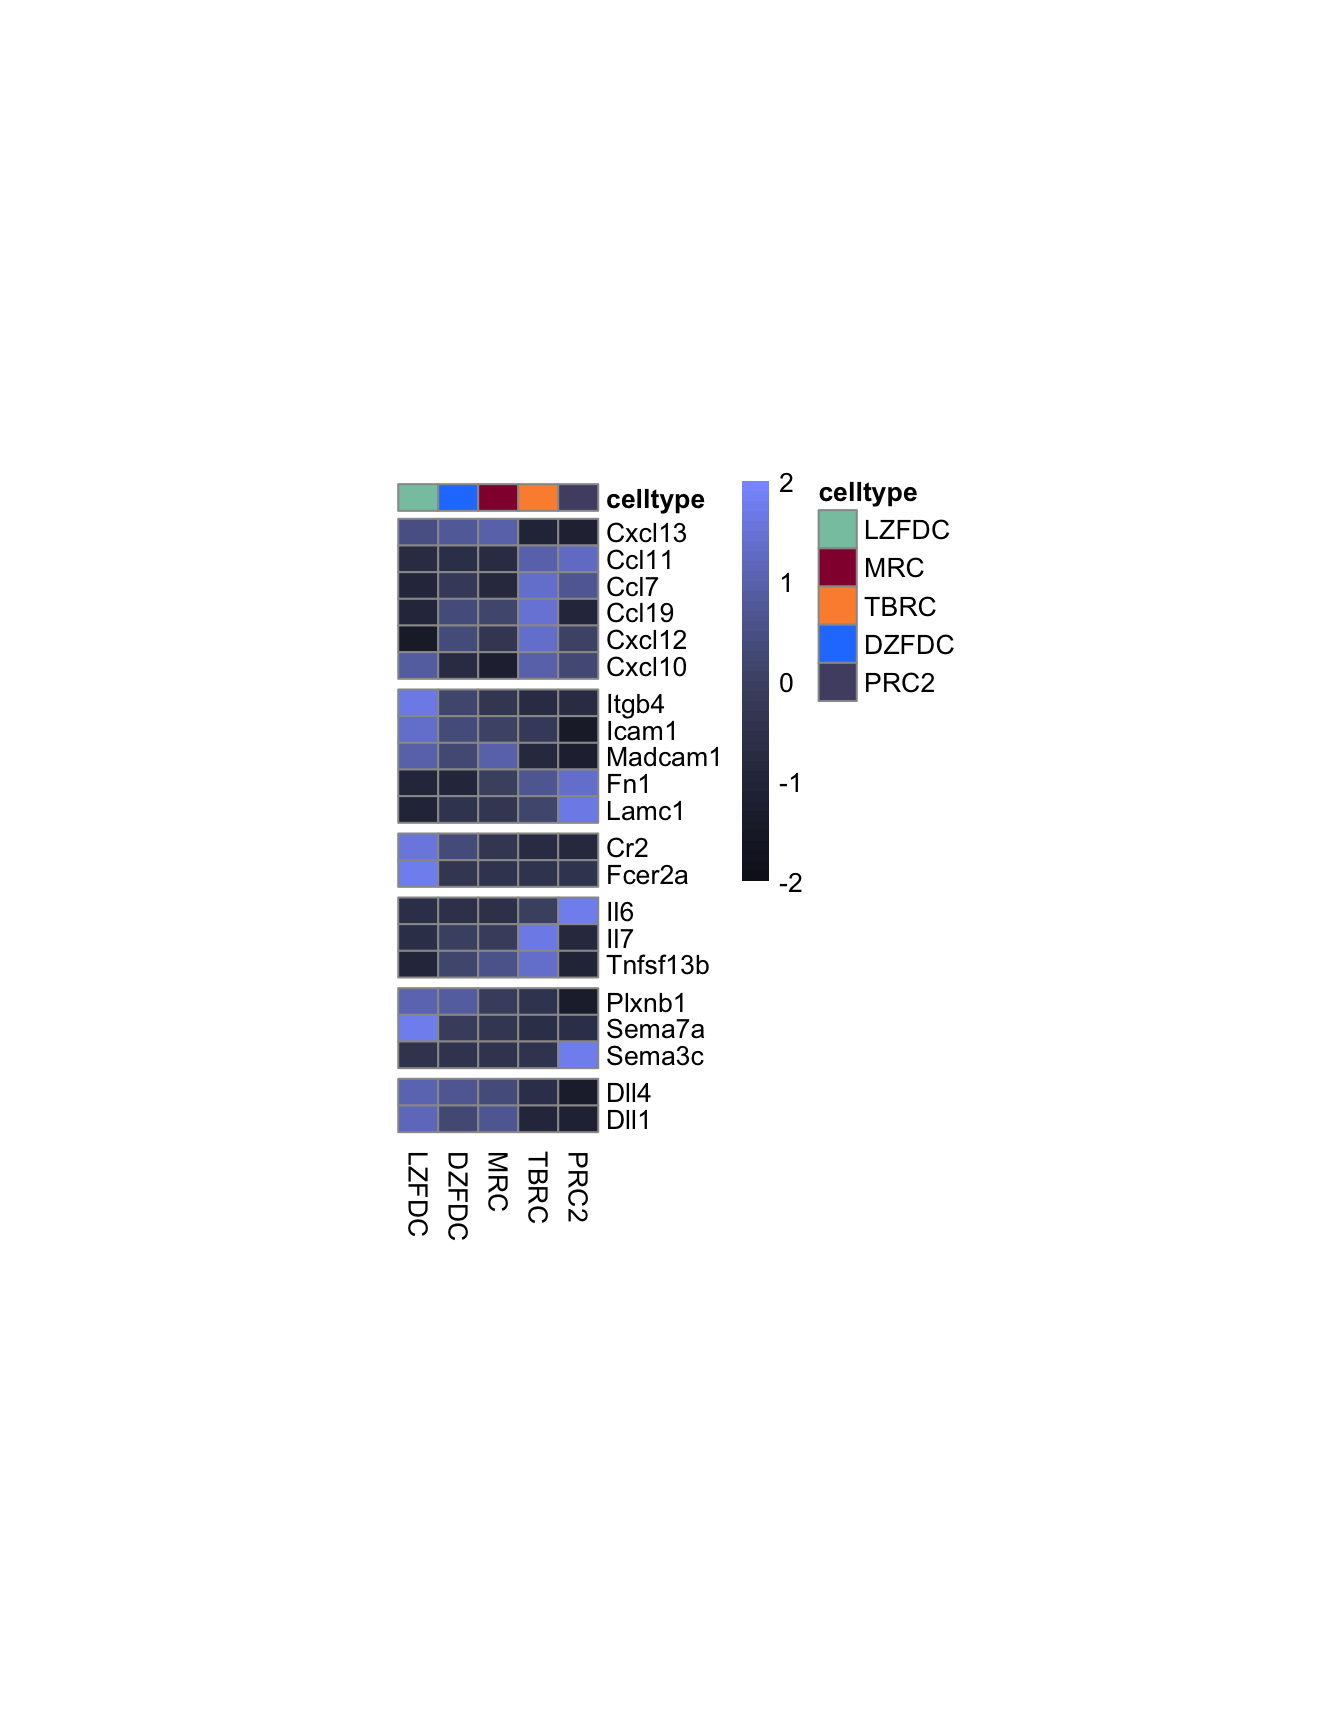 celltype
Cxcl13
Ccl11
Ccl7
Ccl19
Cxcl12
Cxcl10
Itgb4
Icam1
Madcam1
Fn1
Lamc1
Cr2
Fcer2a
Il6
Il7
Tnfsf13b
Plxnb1
Sema7a
Sema3c
Dll4
Dll1
LZFDC
DZFDC
MRC
TBRC
PRC2
2
1
0
-1
-2
celltype
LZFDC
MRC
TBRC
DZFDC
PRC2